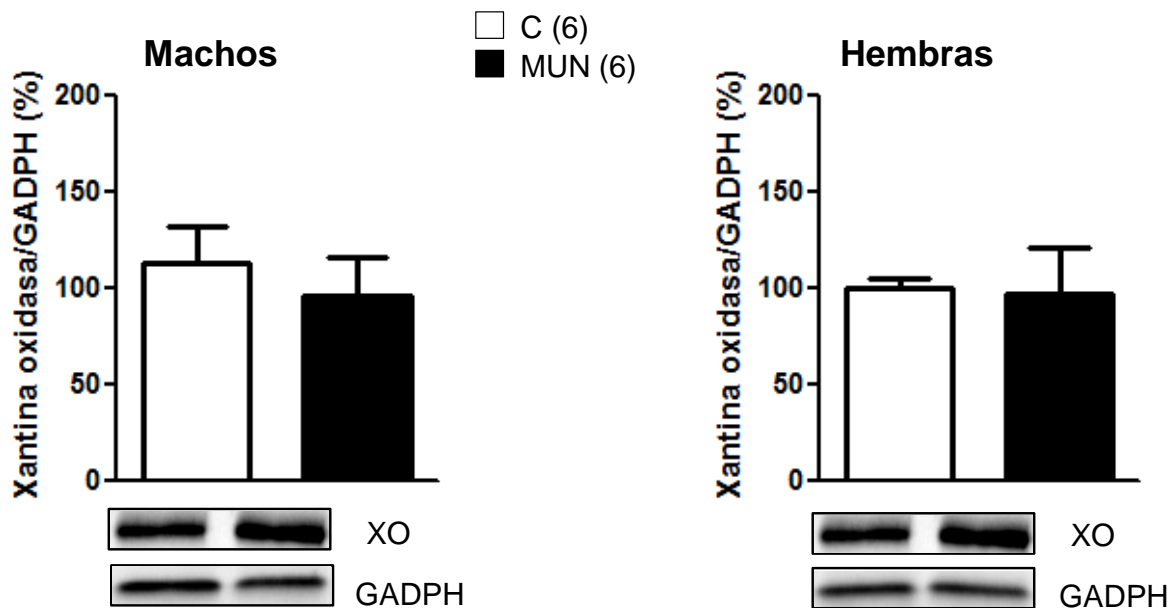 C (6)
MUN (6)
Machos
Xantina oxidasa/GADPH (%)
200
150
100
50
0
XO
GADPH
Hembras
Xantina oxidasa/GADPH (%)
200
150
100
50
0
XO
GADPH